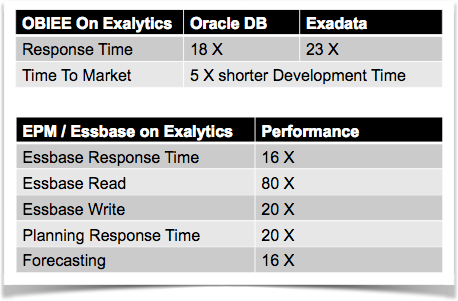 OBIEE On Exalytics Oracle DB Exadata
Response Time 18 X 23 X
Time To Market 5 X shorter Development Time
EPM / Essbase on Exalytics Performance
Essbase Response Time 16 X
Essbase Read 80 X
Essbase Write 20 X
Planning Response Time 20 X
Forecasting 16 X